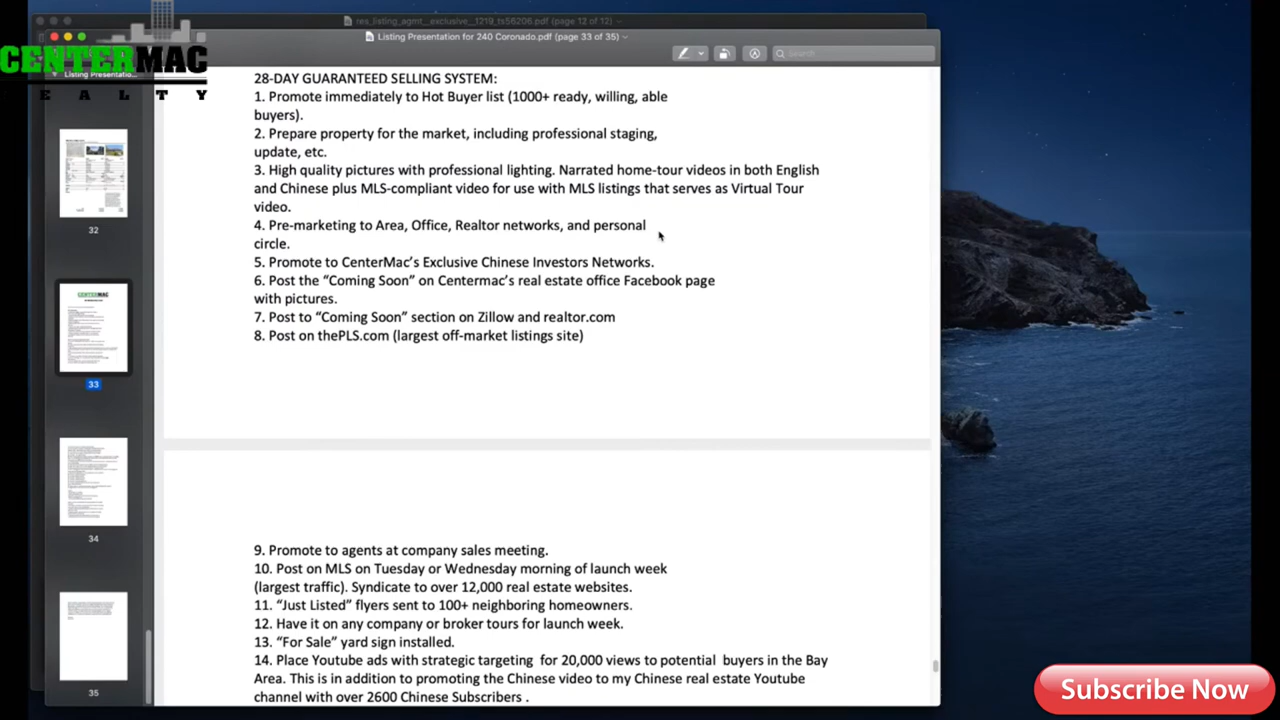 res_listing_agmt__exclusive_1219_ts56206.pdf (page 12 of 12)
Listing Presentation for 240 Coronado.pdf (page 33 of 35)
Search
CENTERMAC
REALTY
Listing Presentatio...
32
33
34
35
28-DAY GUARANTEED SELLING SYSTEM:
1. Promote immediately to Hot Buyer list (1000+ ready, willing, able
buyers).
2. Prepare property for the market, including professional staging,
update, etc.
3. High quality pictures with professional lighting. Narrated home-tour videos in both English
and Chinese plus MLS-compliant video for use with MLS listings that serves as Virtual Tour
video.
4. Pre-marketing to Area, Office, Realtor networks, and personal
circle.
5. Promote to CenterMac’s Exclusive Chinese Investors Networks.
6. Post the “Coming Soon” on Centermac’s real estate office Facebook page
with pictures.
7. Post to “Coming Soon” section on Zillow and realtor.com
8. Post on thePLS.com (largest off-market listings site)
9. Promote to agents at company sales meeting.
10. Post on MLS on Tuesday or Wednesday morning of launch week
(largest traffic). Syndicate to over 12,000 real estate websites.
11. “Just Listed” flyers sent to 100+ neighboring homeowners.
12. Have it on any company or broker tours for launch week.
13. “For Sale” yard sign installed.
14. Place Youtube ads with strategic targeting for 20,000 views to potential buyers in the Bay
Area. This is in addition to promoting the Chinese video to my Chinese real estate Youtube
channel with over 2600 Chinese Subscribers .
Subscribe Now